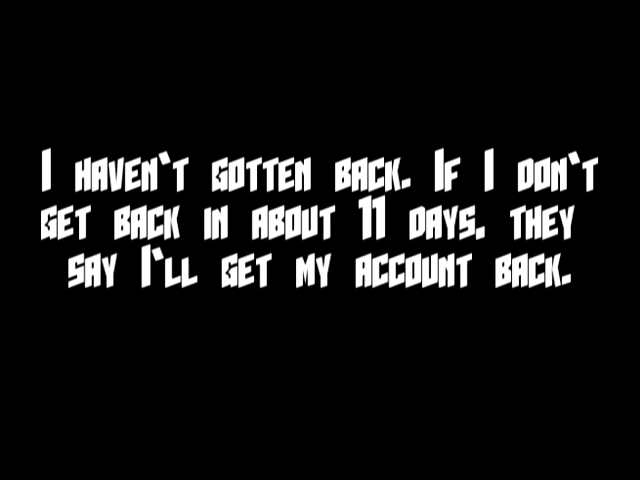 I haven't gotten back. If I don't
get back in about 11 days. they
say I'll get my account back.